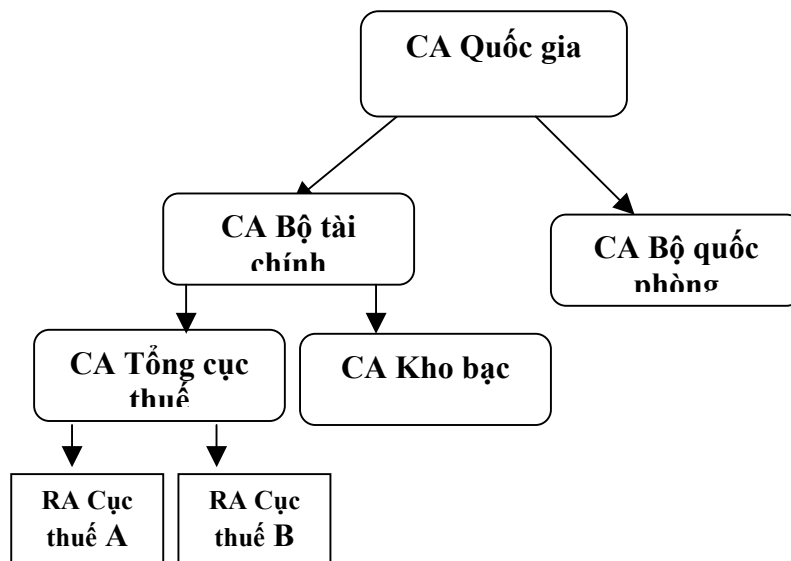 CA Quốc gia
CA Bộ tài
chính
CA Bộ quốc
phòng
CA Tổng cục
thuế
CA Kho bạc
RA Cục
thuế A
RA Cục
thuế B